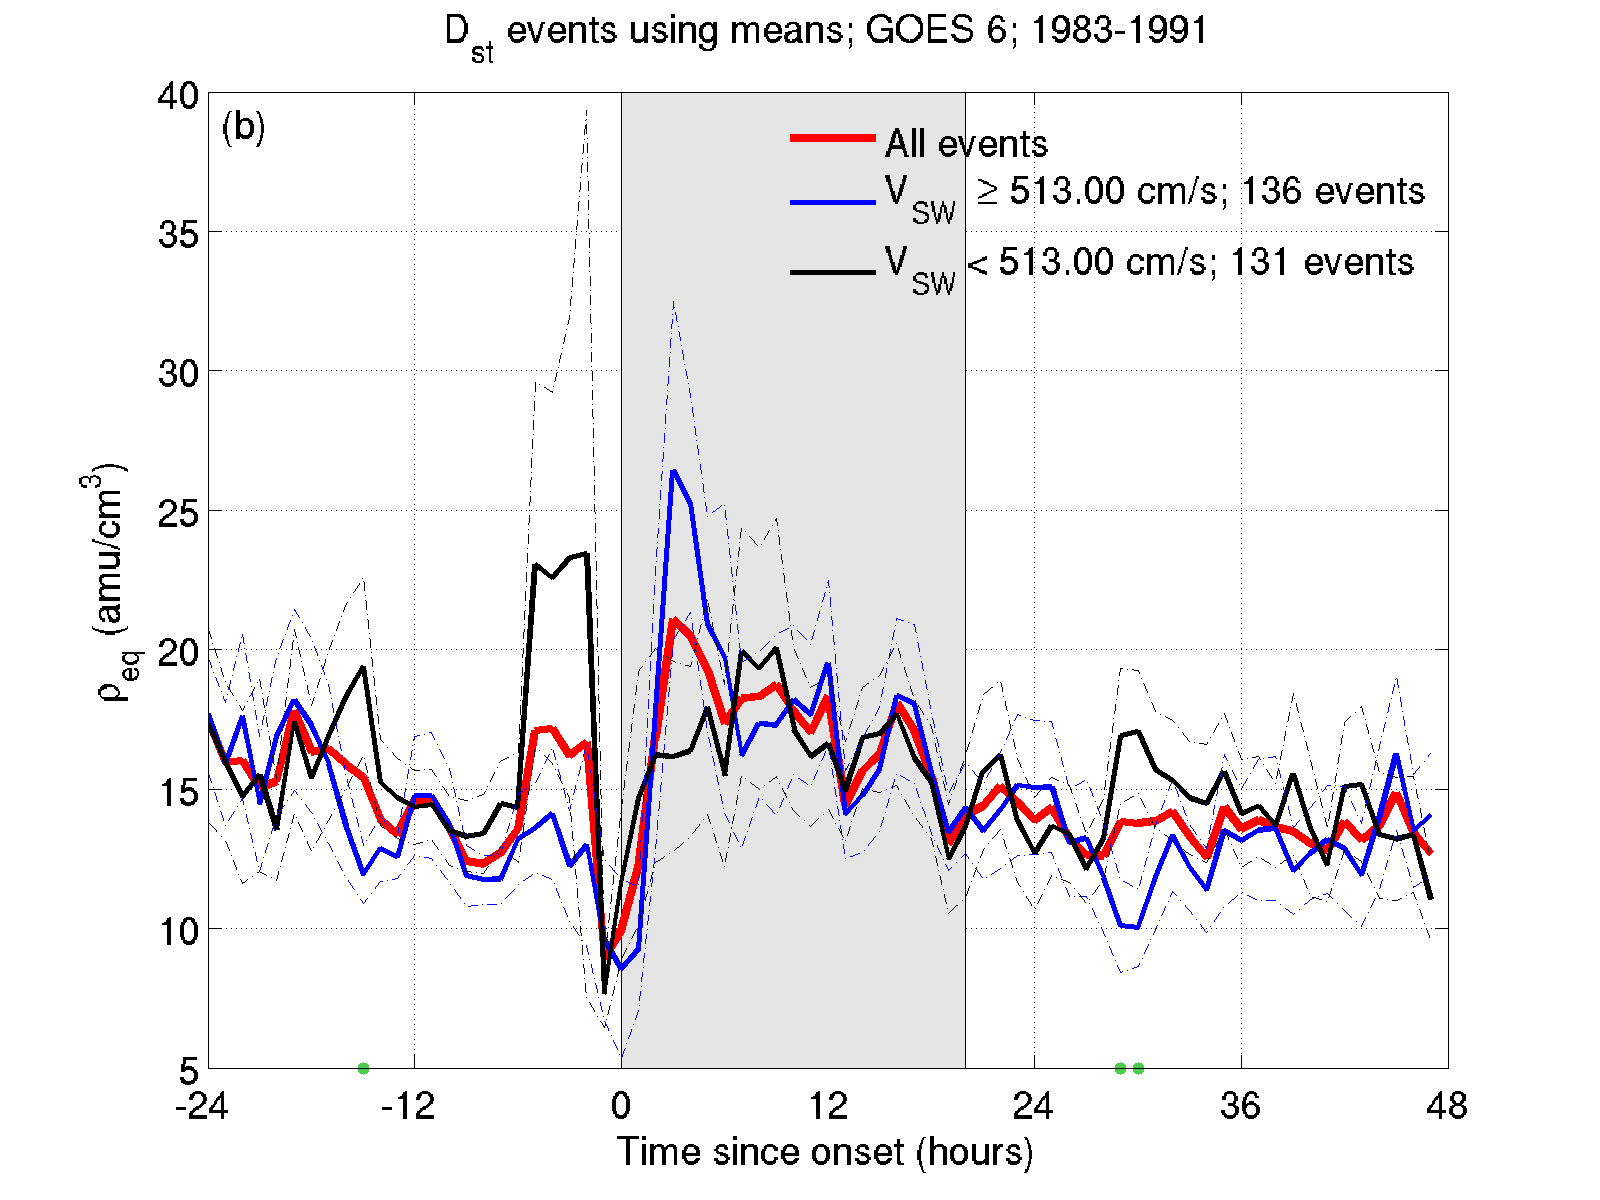 Dst events using means; GOES 6; 1983-1991
(b)
All events
VSW ≥ 513.00 cm/s; 136 events
VSW < 513.00 cm/s; 131 events
40
35
30
25
20
15
10
5
ρeq (amu/cm3)
-24 -12 0 12 24 36 48
Time since onset (hours)